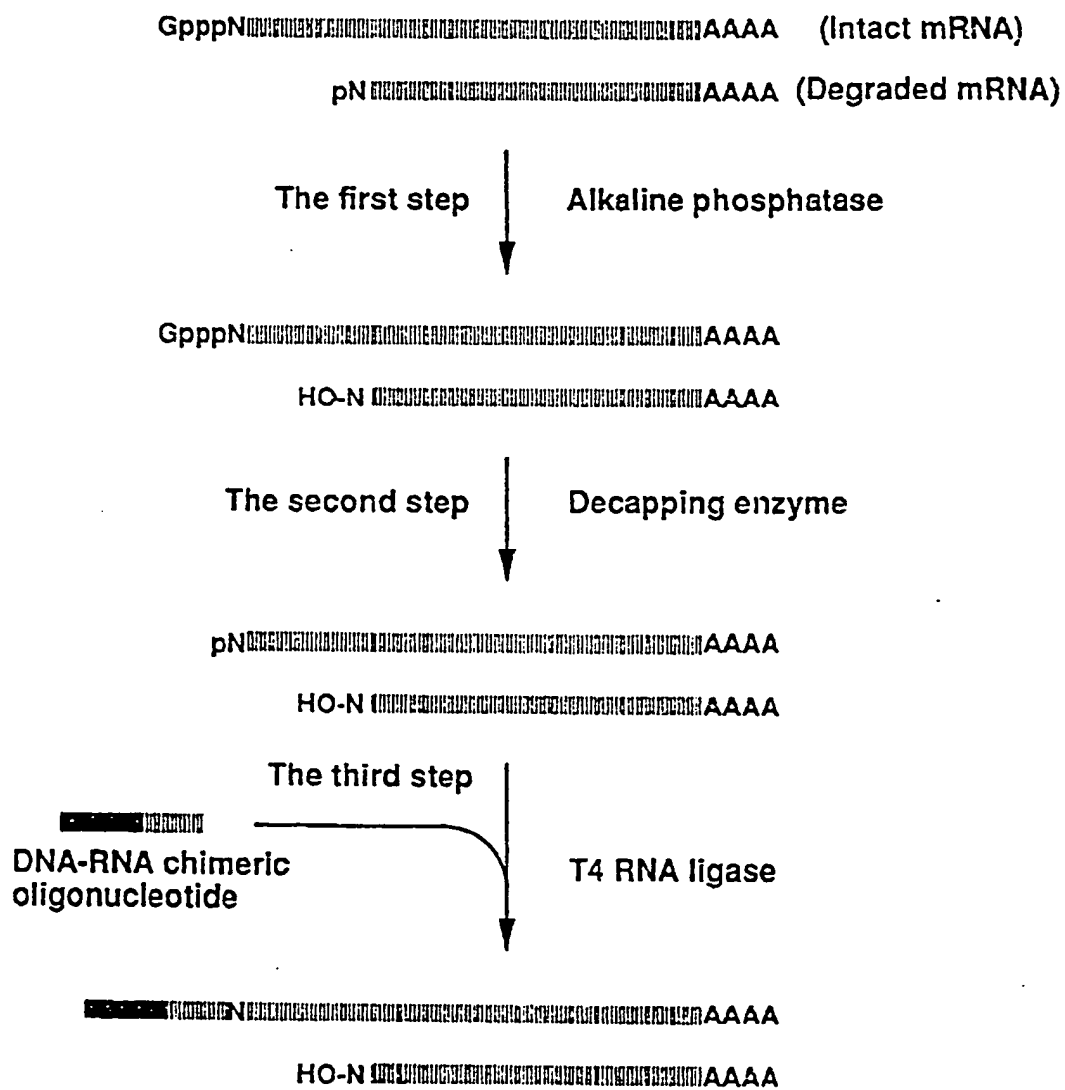 GpppN AAAA (Intact mRNA)
pN AAAA (Degraded mRNA)
The first step Alkaline phosphatase
GpppN AAAA
HO-N AAAA
The second step Decapping enzyme
pN AAAA
HO-N AAAA
The third step
DNA-RNA chimeric
oligonucleotide
T4 RNA ligase
N AAAA
HO-N AAAA